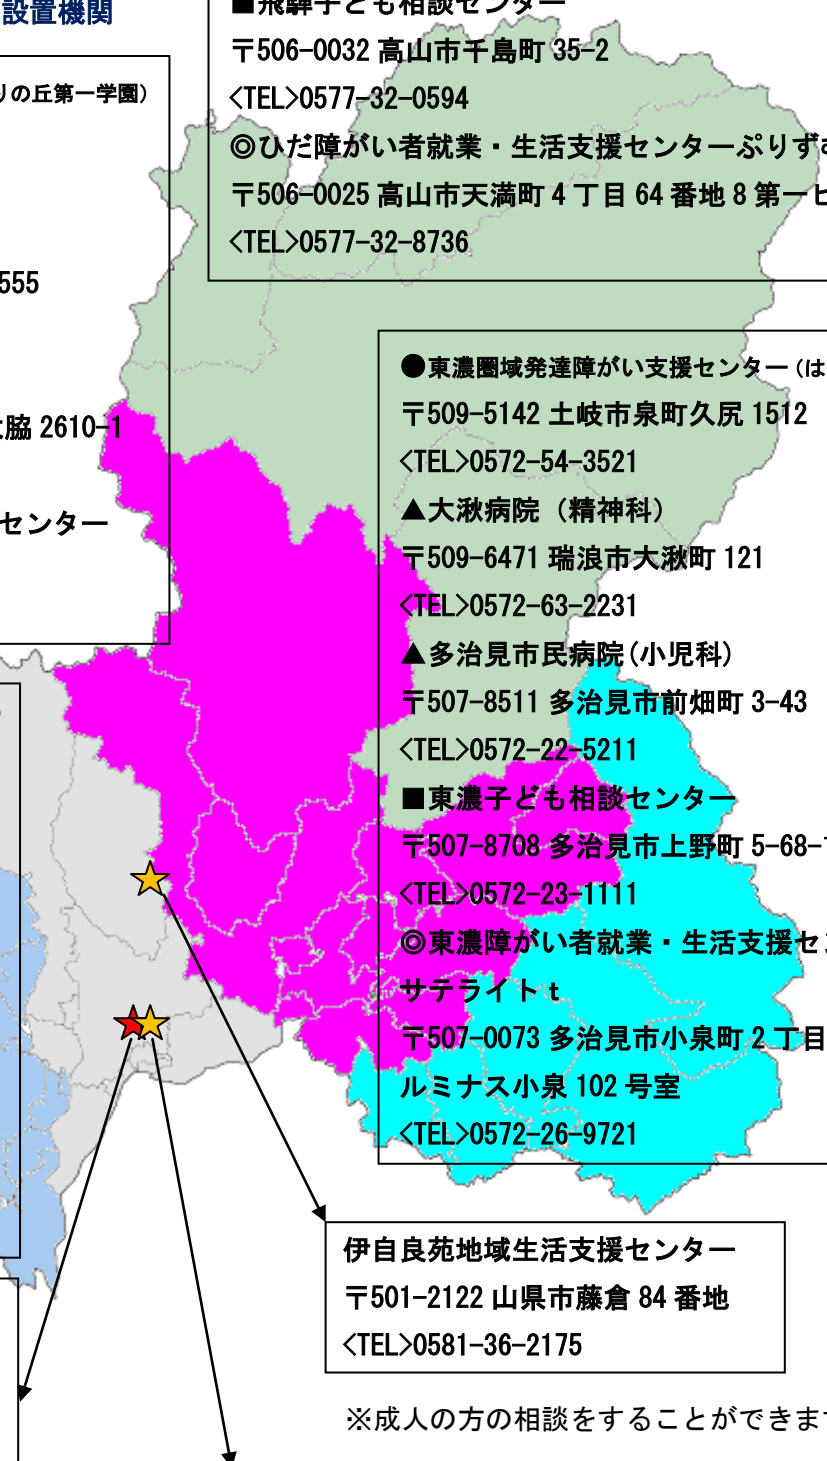 設置機関
りの丘第一学園）
555
大脇 2610-1
センター
■飛騨子ども相談センター
〒506-0032 高山市千島町 35-2
<TEL>0577-32-0594
◎ひだ障がい者就業・生活支援センターぷりずむ
〒506-0025 高山市天満町 4 丁目 64 番地 8 第一ビ
<TEL>0577-32-8736
●東濃圏域発達障がい支援センター（は
〒509-5142 土岐市泉町久尻 1512
<TEL>0572-54-3521
▲大湫病院（精神科）
〒509-6471 瑞浪市大湫町 121
<TEL>0572-63-2231
▲多治見市民病院(小児科)
〒507-8511 多治見市前畑町 3-43
<TEL>0572-22-5211
■東濃子ども相談センター
〒507-8708 多治見市上野町 5-68-1
<TEL>0572-23-1111
◎東濃障がい者就業・生活支援セン
サテライトｔ
〒507-0073 多治見市小泉町 2 丁目
ルミナス小泉 102 号室
<TEL>0572-26-9721
伊自良苑地域生活支援センター
〒501-2122 山県市藤倉 84 番地
<TEL>0581-36-2175
※成人の方の相談をすることができます